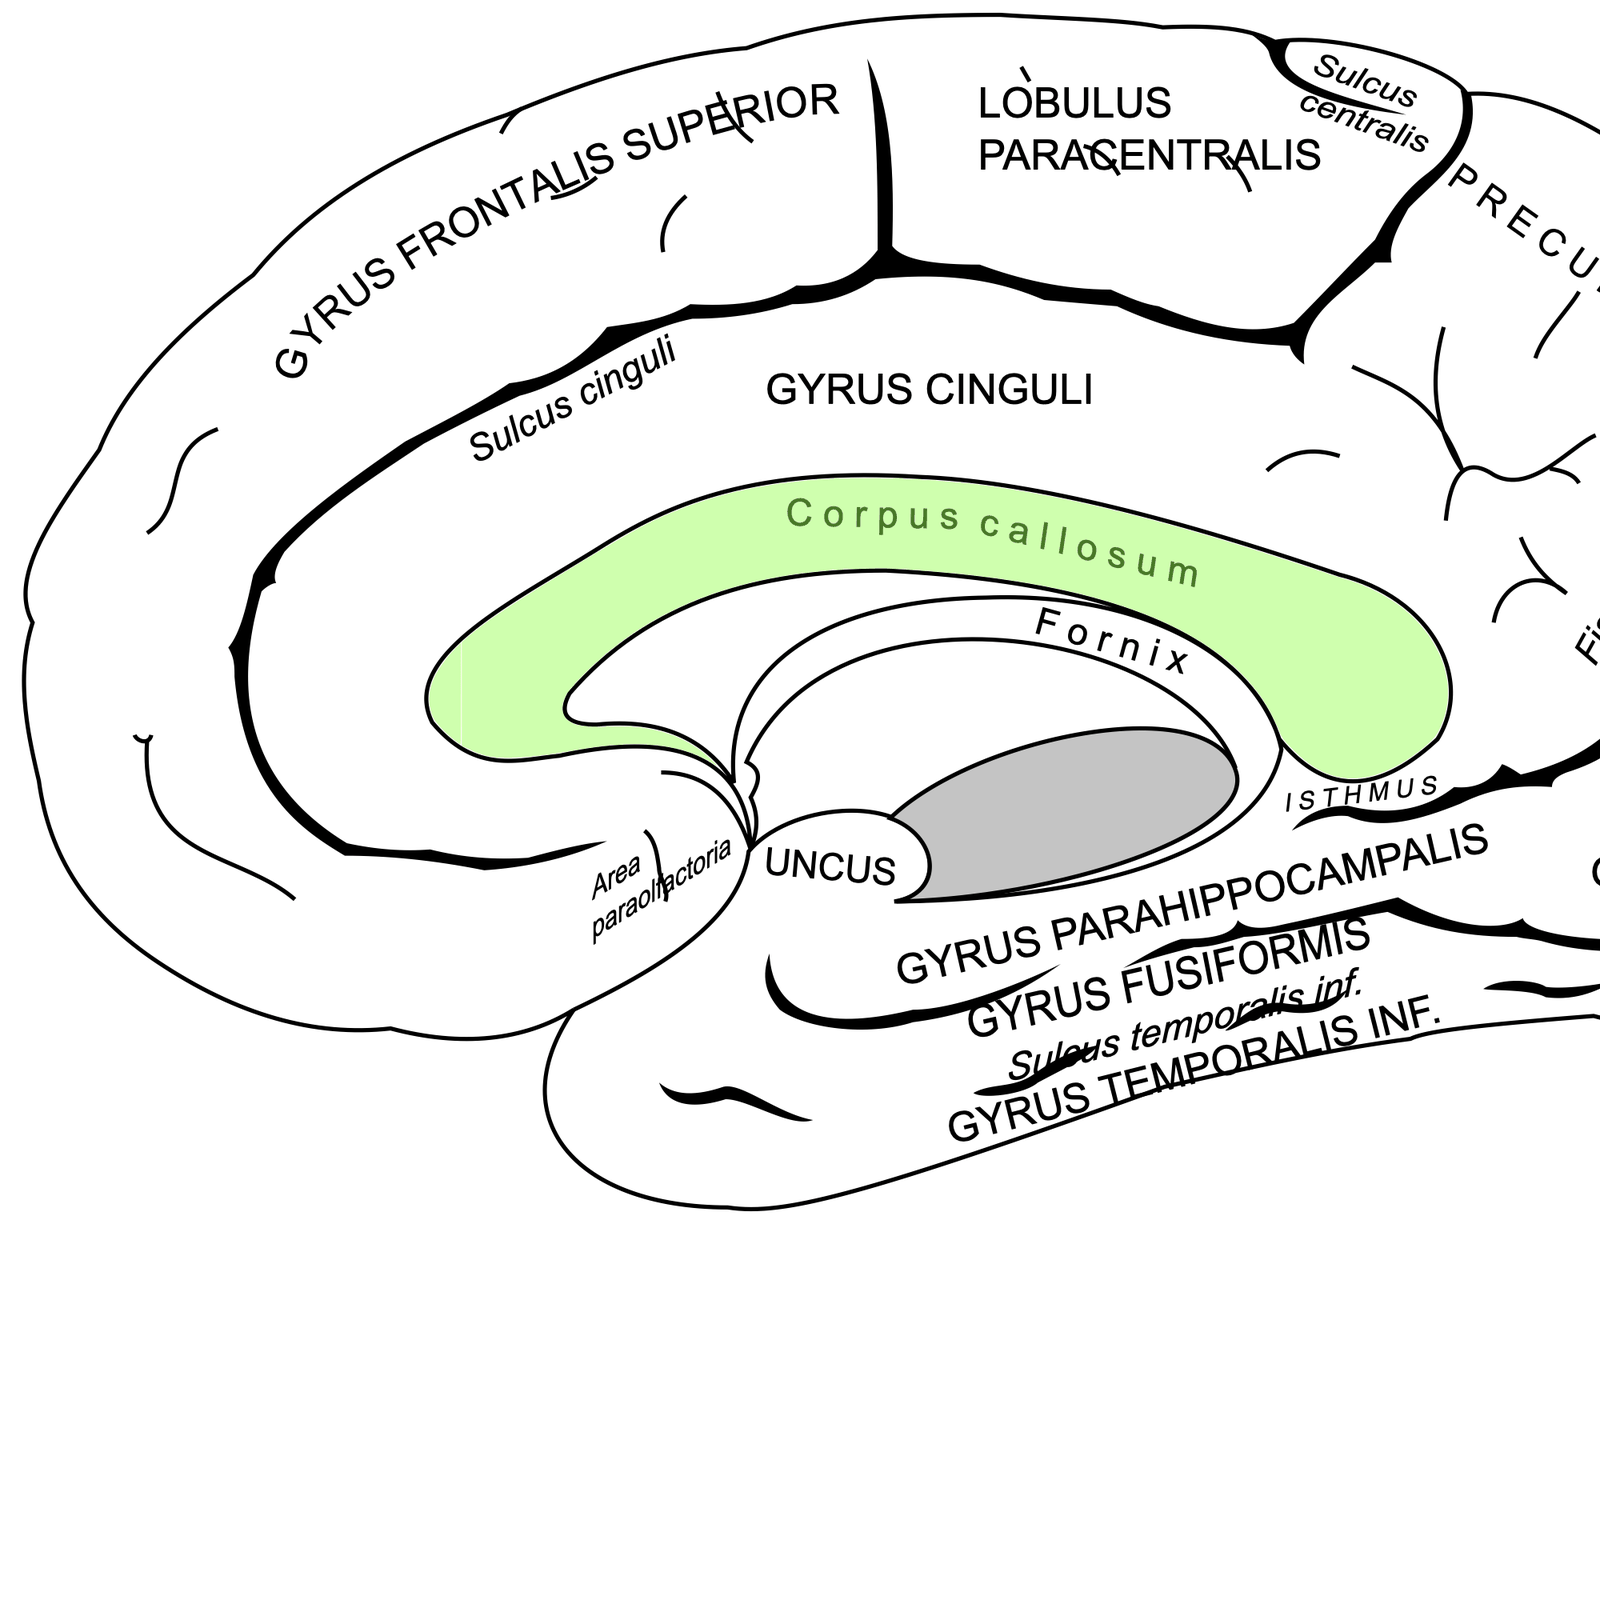 GYRUS FRONTALIS SUPERIOR
LOBULUS
PARACENTRALIS
Sulcus
centralis
Sulcus cinguli
GYRUS CINGULI
Corpus callosum
Fornix
ISTHMUS
Area
paraolfactoria
UNCUS
GYRUS PARAHIPPOCAMPALIS
GYRUS FUSIFORMIS
Sulcus temporalis inf.
GYRUS TEMPORALIS INF.